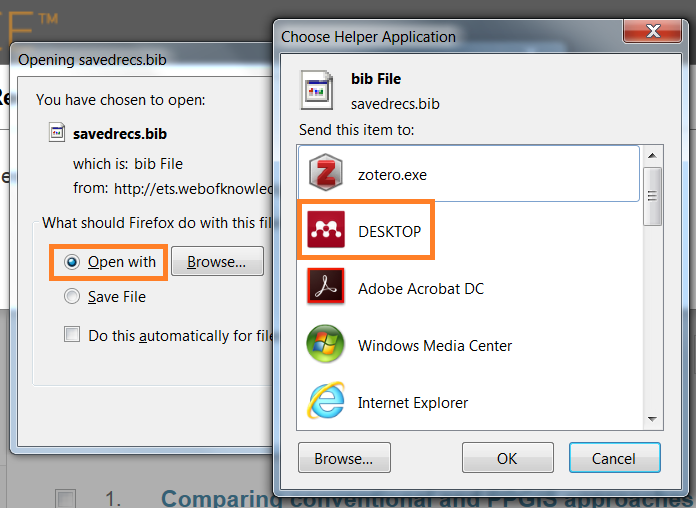 Opening savedrecs.bib
You have chosen to open:
savedrecs.bib
which is: bib File
from: http://ets.webofknowled
What should Firefox do with this fil
Open with
Browse...
Save File
Do this automatically for file
Choose Helper Application
bib File
savedrecs.bib
Send this item to:
zotero.exe
DESKTOP
Adobe Acrobat DC
Windows Media Center
Internet Explorer
Browse...
OK
Cancel
1.
Comparing conventional and PPGIS approaches